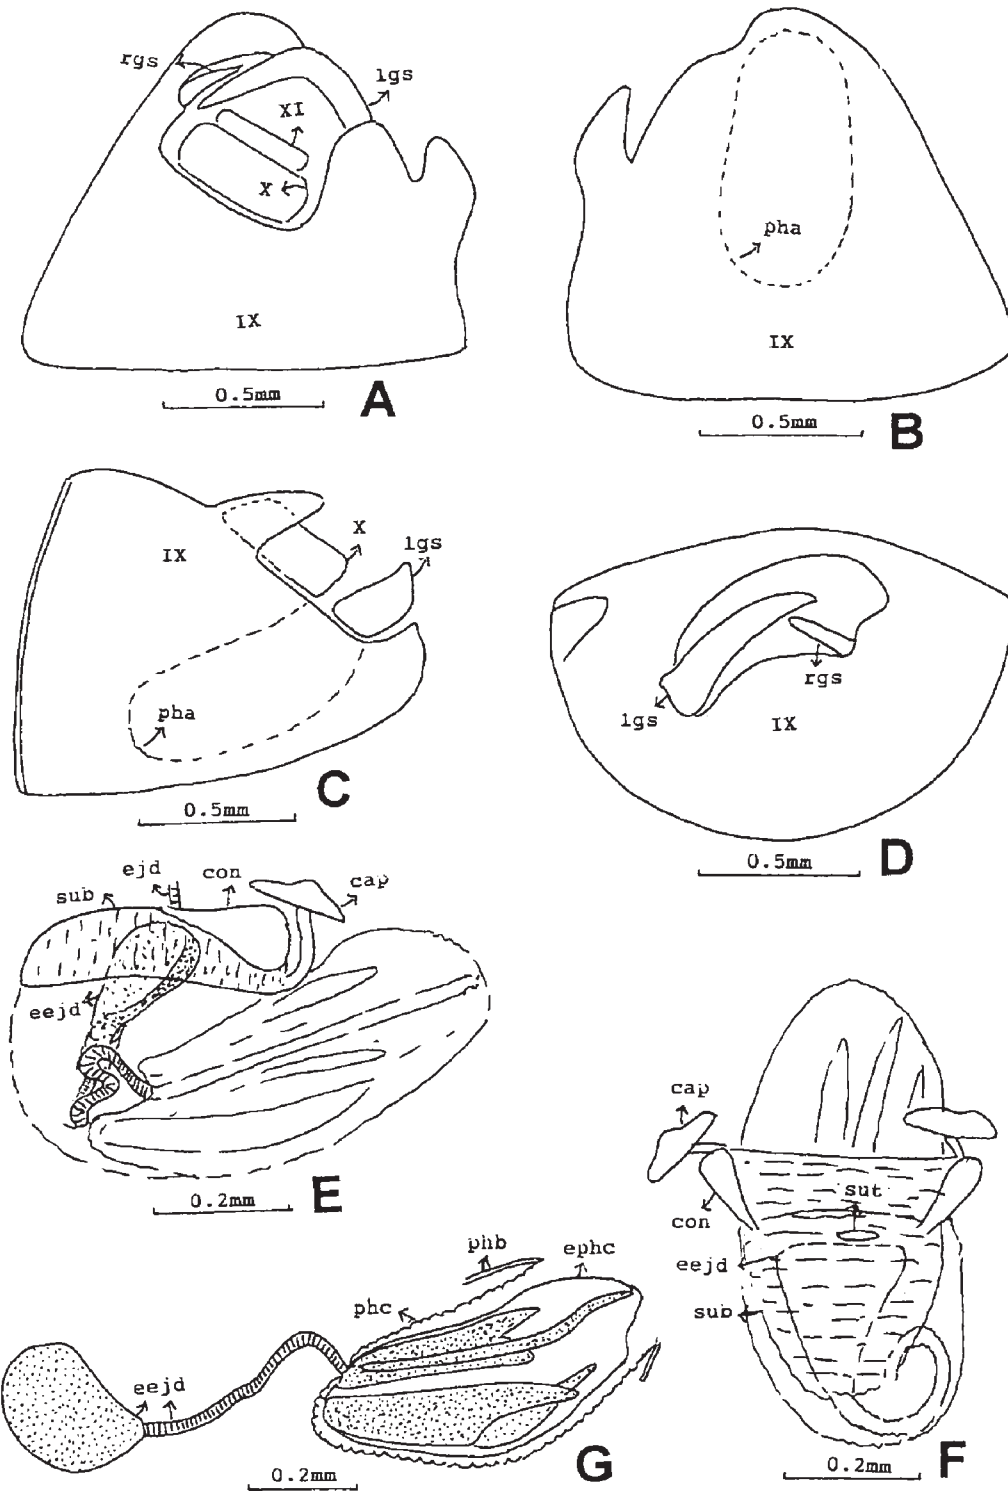 rgs
lgs
XI
X
IX
0.5mm
A
pha
IX
0.5mm
B
IX
X
lgs
pha
0.5mm
C
rgs
lgs
IX
0.5mm
D
ejd
con
cap
sub
eejd
0.2mm
E
cap
sut
con
eejd
sub
0.2mm
F
phb
ephc
phc
eejd
0.2mm
G